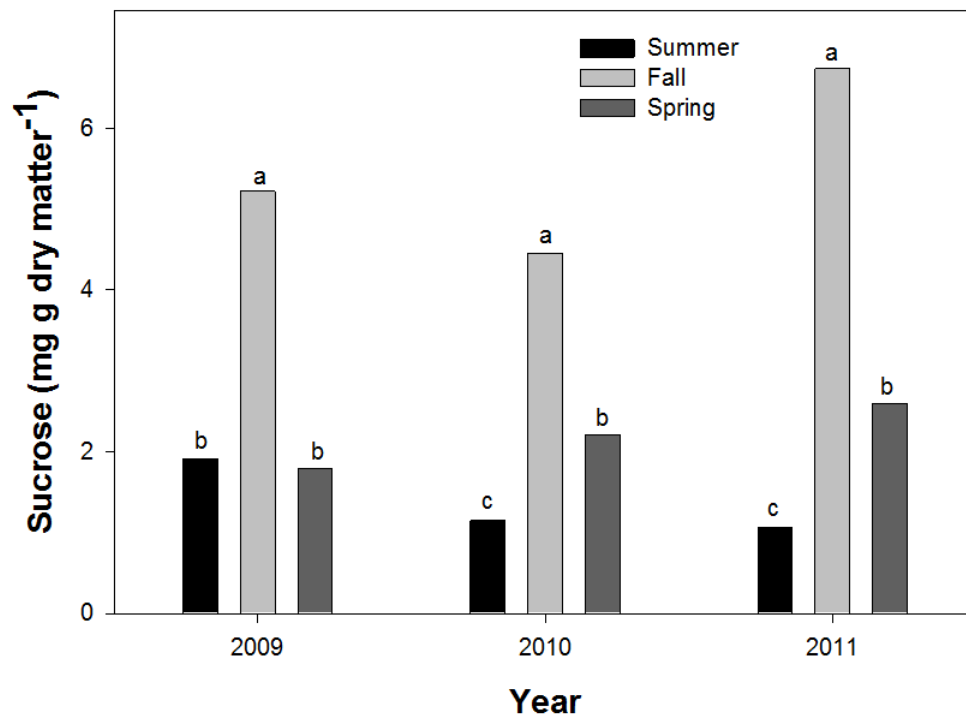 Sucrose (mg g dry matter-1)
6
4
2
0
Summer
Fall
Spring
b
a
b
c
a
b
c
a
b
2009 2010 2011
Year